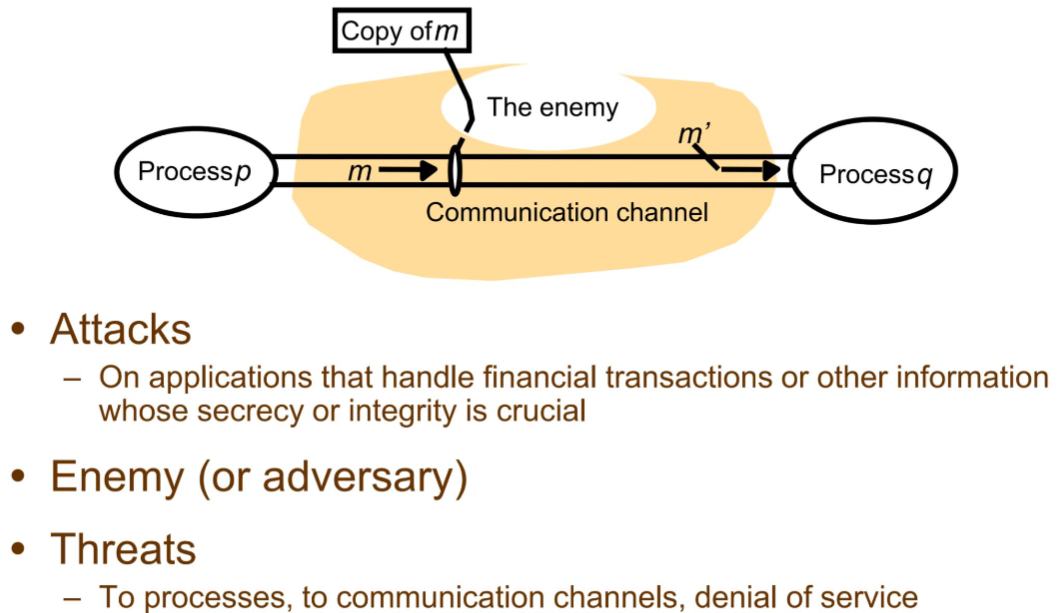 Copy of m
The enemy
m’
Process p
m
Process q
Communication channel
• Attacks
– On applications that handle financial transactions or other information
whose secrecy or integrity is crucial
• Enemy (or adversary)
• Threats
– To processes, to communication channels, denial of service